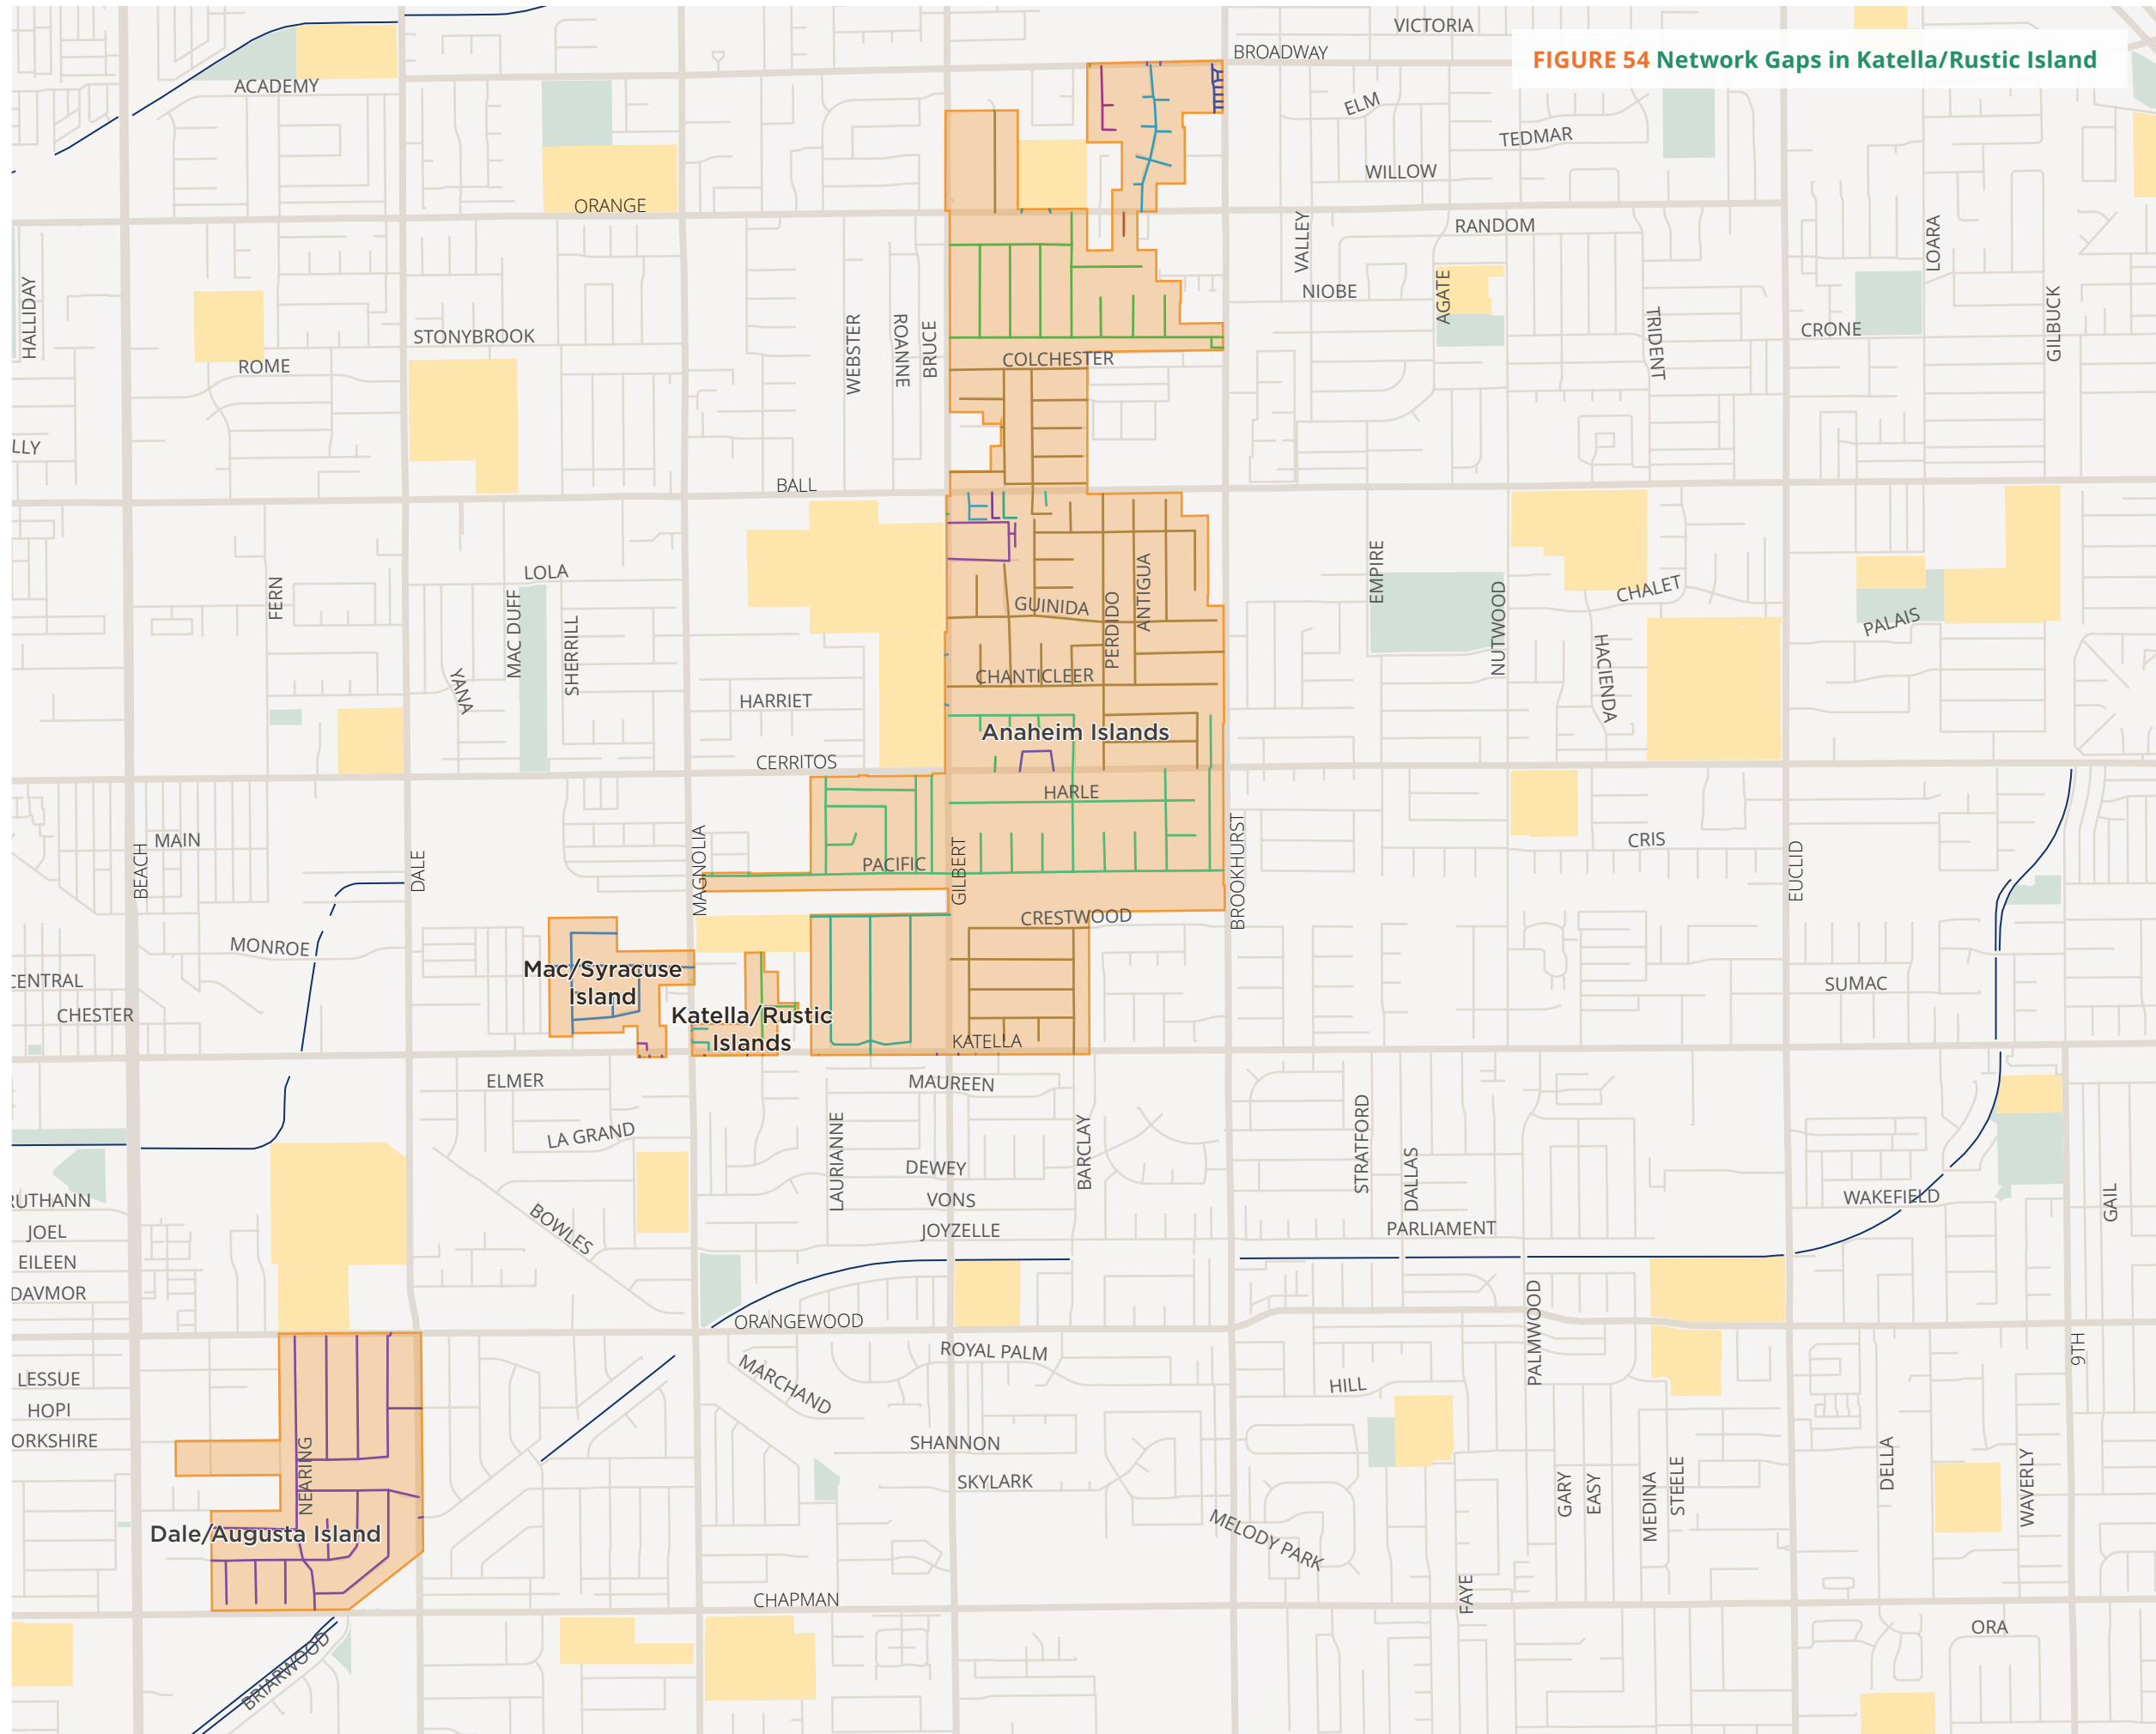 VICTORIA
BROADWAY
FIGURE 54 Network Gaps in Katella/Rustic Island
ACADEMY
ELM
TEDMAR
WILLOW
ORANGE
RANDOM
VALLEY
LOARA
HALLIDAY
NIOBE
AGATE
GILBUCK
STONYBROOK
WEBSTER
ROANNE
BRUCE
TRIDENT
CRONE
ROME
COLCHESTER
LLY
BALL
LOLA
EMPIRE
FERN
MAC DUFF
SHERRILL
GUINIDA
PERDIDO
ANTIGUA
NUTWOOD
CHALET
PALAIS
YANA
HACIENDA
CHANTICLEER
HARRIET
Anaheim Islands
CERRITOS
HARLE
MAIN
BEACH
DALE
MAGNOLIA
PACIFIC
GILBERT
BROOKHURST
CRIS
EUCLID
CRESTWOOD
MONROE
Mac/Syracuse
Island
CENTRAL
SUMAC
CHESTER
Katella/Rustic
Islands
KATELLA
ELMER
MAUREEN
LA GRAND
LAURIANNE
BARCLAY
STRATFORD
DALLAS
DEWEY
RUTHANN
VONS
WAKEFIELD
GAIL
JOEL
BOWLES
JOYZELLE
PARLIAMENT
EILEEN
DAVMOR
ORANGEWOOD
PALMWOOD
ROYAL PALM
9TH
LESSUE
MARCHAND
HILL
HOPI
ORKSHIRE
NEARING
SHANNON
SKYLARK
GARY
EASY
MEDINA
STEELE
DELLA
WAVERLY
Dale/Augusta Island
MELODY PARK
CHAPMAN
FAYE
ORA
BRIARWOOD